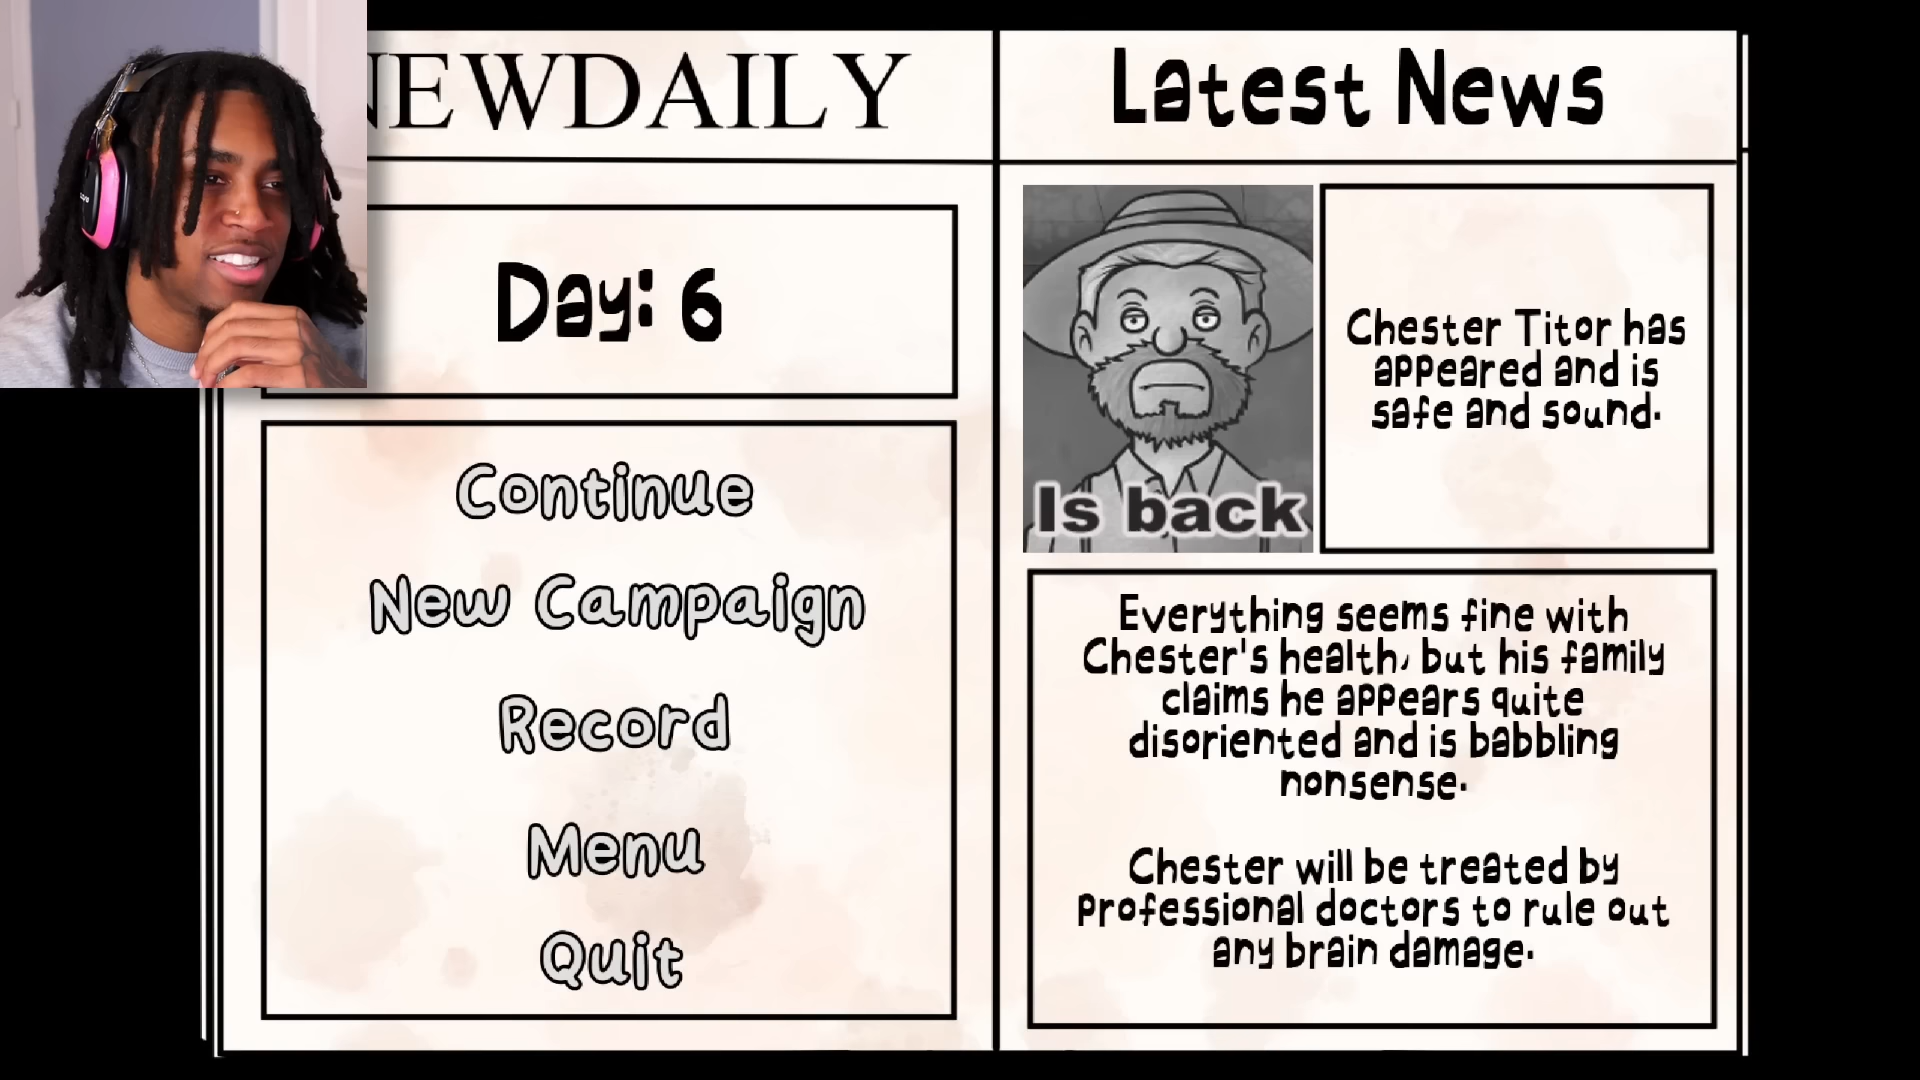 NEWDAILY
Latest News
Day: 6
Continue
New Campaign
Record
Menu
Quit
Is back
Chester Titor has
appeared and is
safe and sound.
Everything seems fine with
Chester's health, but his family
claims he appears quite
disoriented and is babbling
nonsense.
Chester will be treated by
professional doctors to rule out
any brain damage.